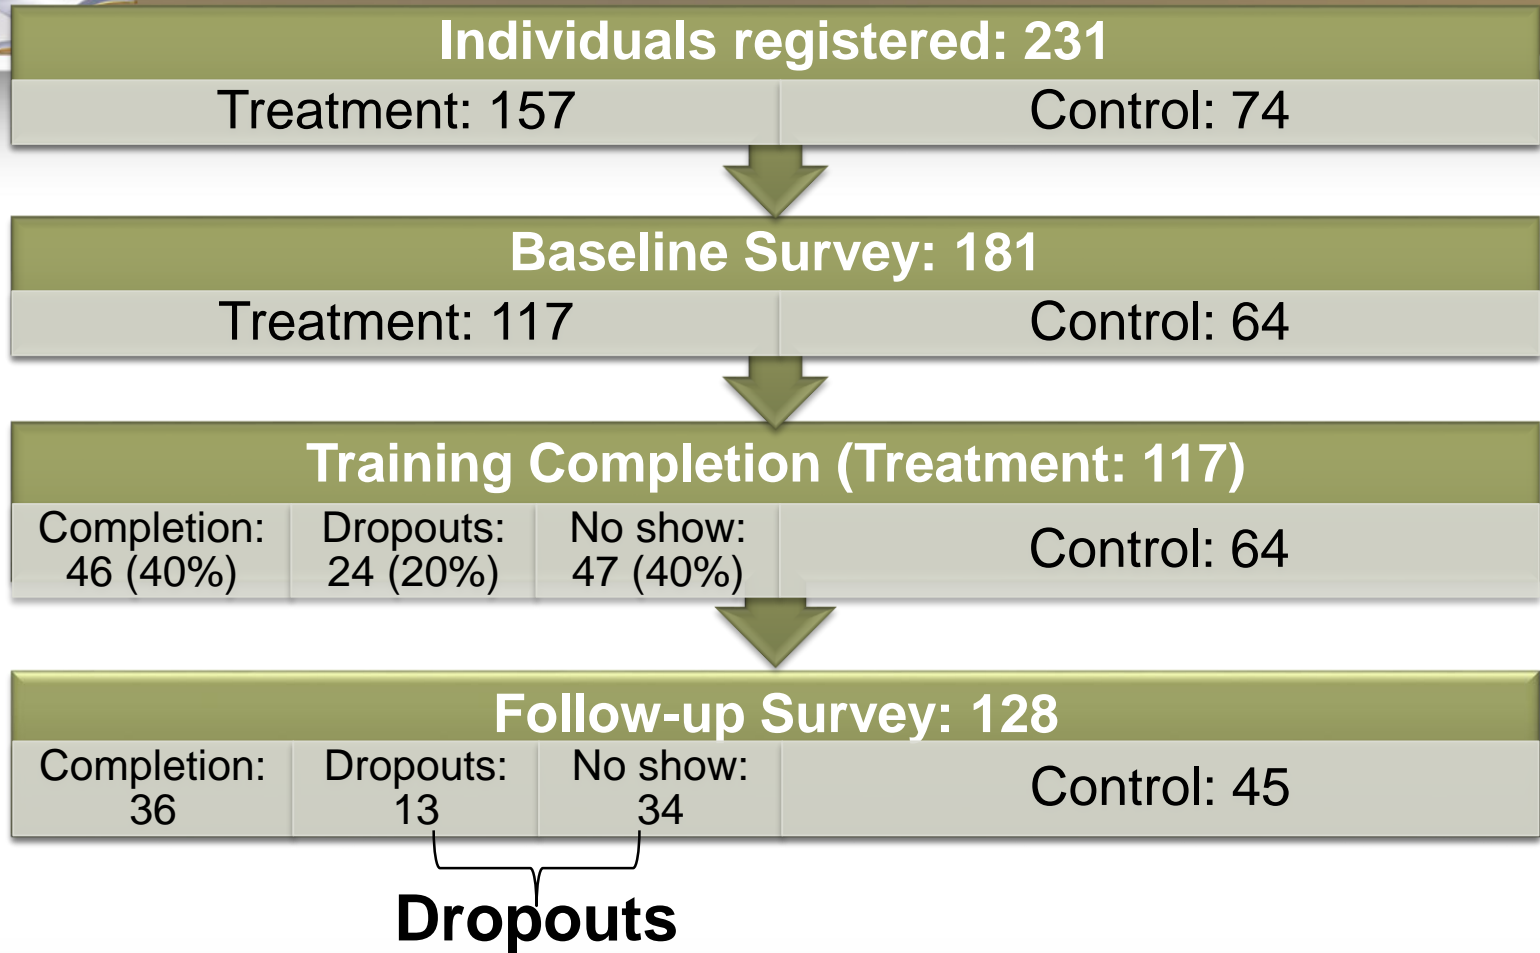 Individuals registered: 231
Treatment: 157
Control: 74
Baseline Survey: 181
Treatment: 117
Control: 64
Training Completion (Treatment: 117)
Completion:
46 (40%)
Dropouts:
24 (20%)
No show:
47 (40%)
Control: 64
Follow-up Survey: 128
Completion:
36
Dropouts:
13
No show:
34
Control: 45
Dropouts